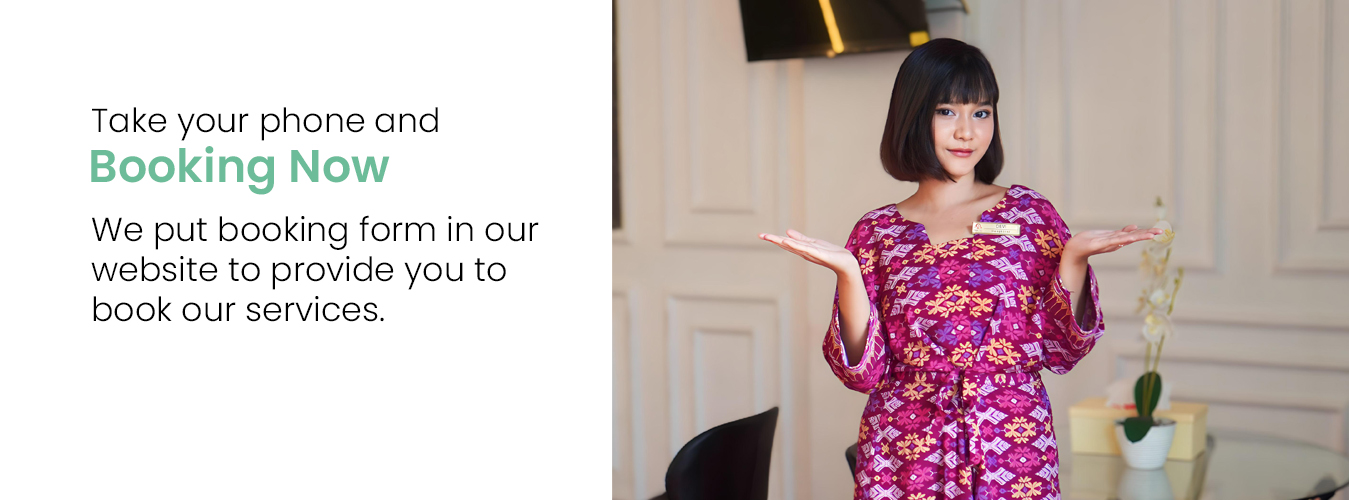 Take your phone and
Booking Now
We put booking form in our
website to provide you to
book our services.